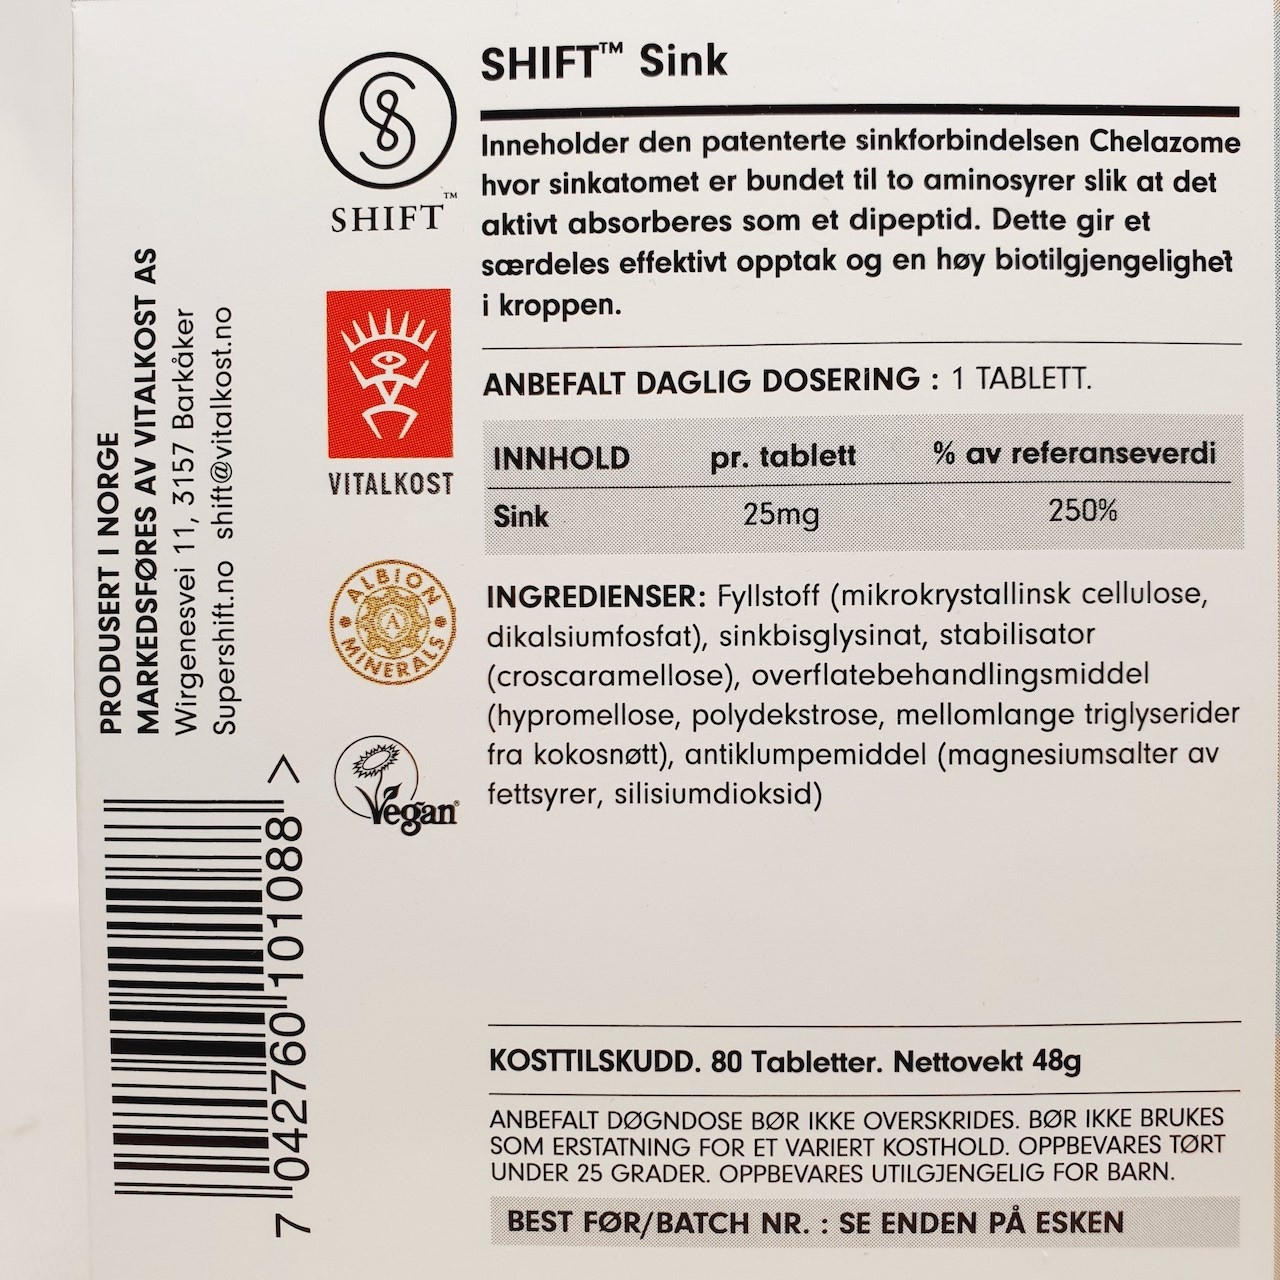 SHIFT™ Sink
Inneholder den patenterte sinkforbindelsen Chelazome
hvor sinkatomet er bundet til to aminosyrer slik at det
aktivt absorberes som et dipeptid. Dette gir et
særdeles effektivt opptak og en høy biotilgjengelighet
i kroppen.
ANBEFALT DAGLIG DOSERING : 1 TABLETT.
INNHOLD pr. tablett % av referanseverdi
Sink 25mg 250%
INGREDIENSER: Fyllstoff (mikrokrystallinsk cellulose,
dikalsiumfosfat), sinkbisglysinat, stabilisator
(croscaramellose), overflatebehandlingsmiddel
(hypromellose, polydekstrose, mellomlange triglyserider
fra kokosnøtt), antiklumpemiddel (magnesiumsalter av
fettsyrer, silisiumdioksid)
KOSTTILSKUDD. 80 Tabletter. Nettovekt 48g
ANBEFALT DØGNDOSE BØR IKKE OVERSKRIDES. BØR IKKE BRUKES
SOM ERSTATNING FOR ET VARIERT KOSTHOLD. OPPBEVARES TØRT
UNDER 25 GRADER. OPPBEVARES UTILGJENGELIG FOR BARN.
BEST FØR/BATCH NR. : SE ENDEN PÅ ESKEN
SHIFT™
VITALKOST
ALBION
MINERALS
A
Vegan®
PRODUSERT I NORGE
MARKEDSFØRES AV VITALKOST AS
Wirgenesvei 11, 3157 Barkåker
Supershift.no shift@vitalkost.no
7 042760 101088 >